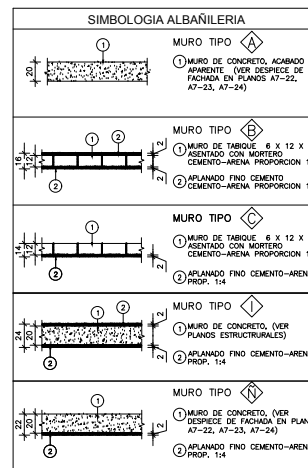 SIMBOLOGIA ALBAÑILERIA
MURO TIPO A
1
20
1 MURO DE CONCRETO, ACABADO
APARENTE (VER DESPIECE DE
FACHADA EN PLANOS A7-22,
A7-23, A7-24)
MURO TIPO B
1 2
16
12
2
2
2
1 MURO DE TABIQUE 6 X 12 X
ASENTADO CON MORTERO
CEMENTO-ARENA PROPORCION 1
2 APLANADO FINO CEMENTO
CEMENTO-ARENA PROPORCION 1
MURO TIPO C
1
14
12
2
2
1 MURO DE TABIQUE 6 X 12 X
ASENTADO CON MORTERO
CEMENTO-ARENA PROPORCION 1
2 APLANADO FINO CEMENTO-AREN
PROP. 1:4
MURO TIPO I
1 2
24
20
2
2
2
1 MURO DE CONCRETO, (VER
PLANOS ESTRUCTRURALES)
2 APLANADO FINO CEMENTO-AREN
PROP. 1:4
MURO TIPO Ñ
1
22
20
2
2
1 MURO DE CONCRETO, (VER
DESPIECE DE FACHADA EN PLAN
A7-22, A7-23, A7-24)
2 APLANADO FINO CEMENTO-AREN
PROP. 1:4